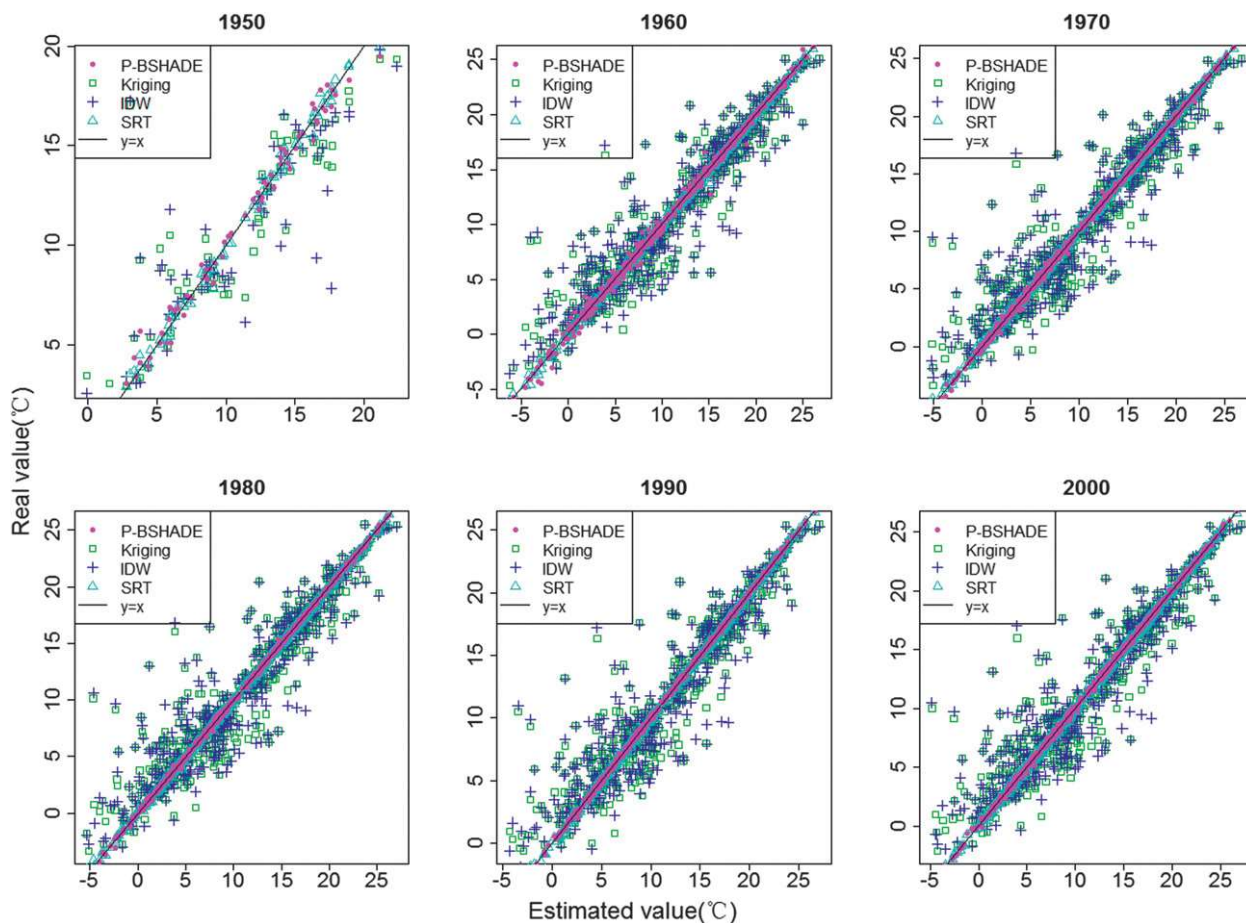 1950
20
15
10
5
0 5 10 15 20
P-BSHADE
Kriging
IDW
SRT
y=x
1960
25
20
15
10
5
0
-5
-5 0 5 10 15 20 25
P-BSHADE
Kriging
IDW
SRT
y=x
1970
25
20
15
10
5
0
-5 0 5 10 15 20 25
P-BSHADE
Kriging
IDW
SRT
y=x
Real value(℃)
1980
25
20
15
10
5
0
-5 0 5 10 15 20 25
P-BSHADE
Kriging
IDW
SRT
y=x
1990
25
20
15
10
5
0
-5 0 5 10 15 20 25
P-BSHADE
Kriging
IDW
SRT
y=x
2000
25
20
15
10
5
0
-5 0 5 10 15 20 25
P-BSHADE
Kriging
IDW
SRT
y=x
Estimated value(℃)